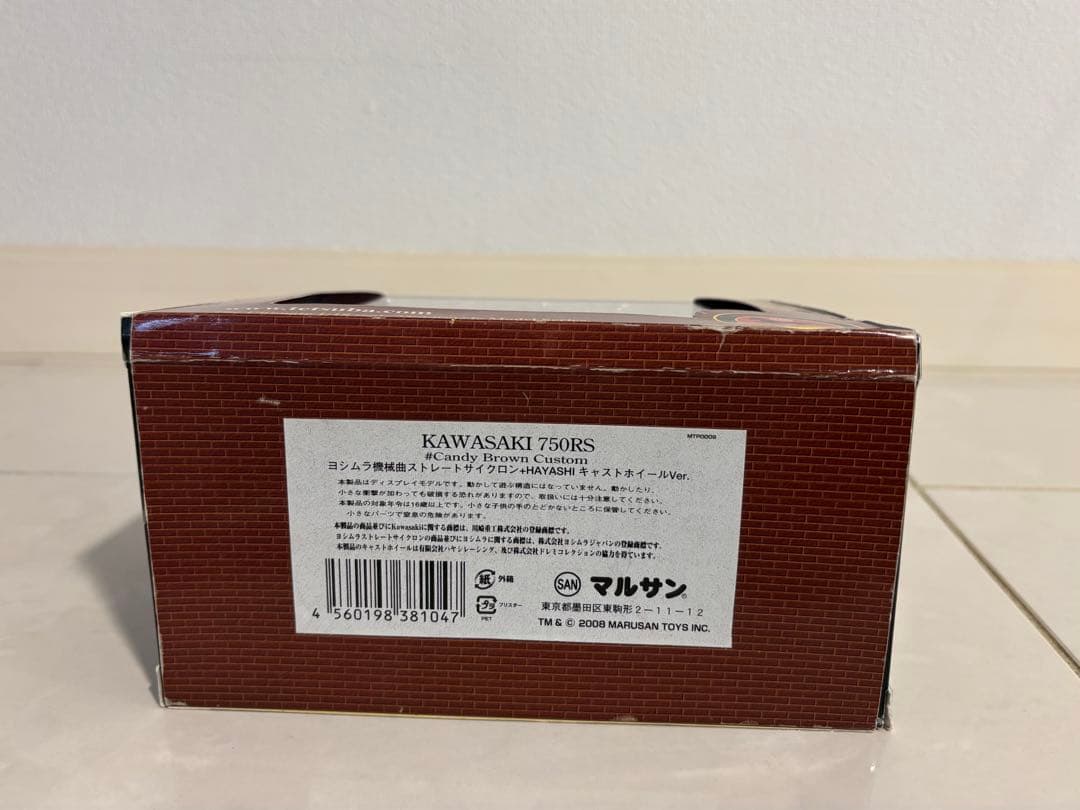 www.tetsuba.com
KAWASAKI 750RS
MTP0009
#Candy Brown Custom
ヨシムラ機械曲ストレートサイクロン+HAYASHI キャストホイールVer.
本製品はディスプレイモデルです。動かして遊ぶ構造にはなっていません。動かしたり、
小さな衝撃が加わっても破損する恐れがありますので、取扱いには十分注意してください。
本製品の対象年令は16歳以上です。小さな子供の手のとどかないところに保管してください。
小さなパーツで窒息の危険があります。
本製品の商品並びにKawasakiに関する商標は、川崎重工株式会社の登録商標です。
ヨシムラストレートサイクロンの商品並びにヨシムラに関する商標は、株式会社ヨシムラジャパンの登録商標です。
本製品のキャストホイールは有限会社ハヤシレーシング、及び株式会社ドレミコレクションの協力を得ています。
紙 外箱
プラ ブリスター
PET
4 560198 381047
SAN マルサン®
東京都墨田区東駒形2-11-12
TM & © 2008 MARUSAN TOYS INC.